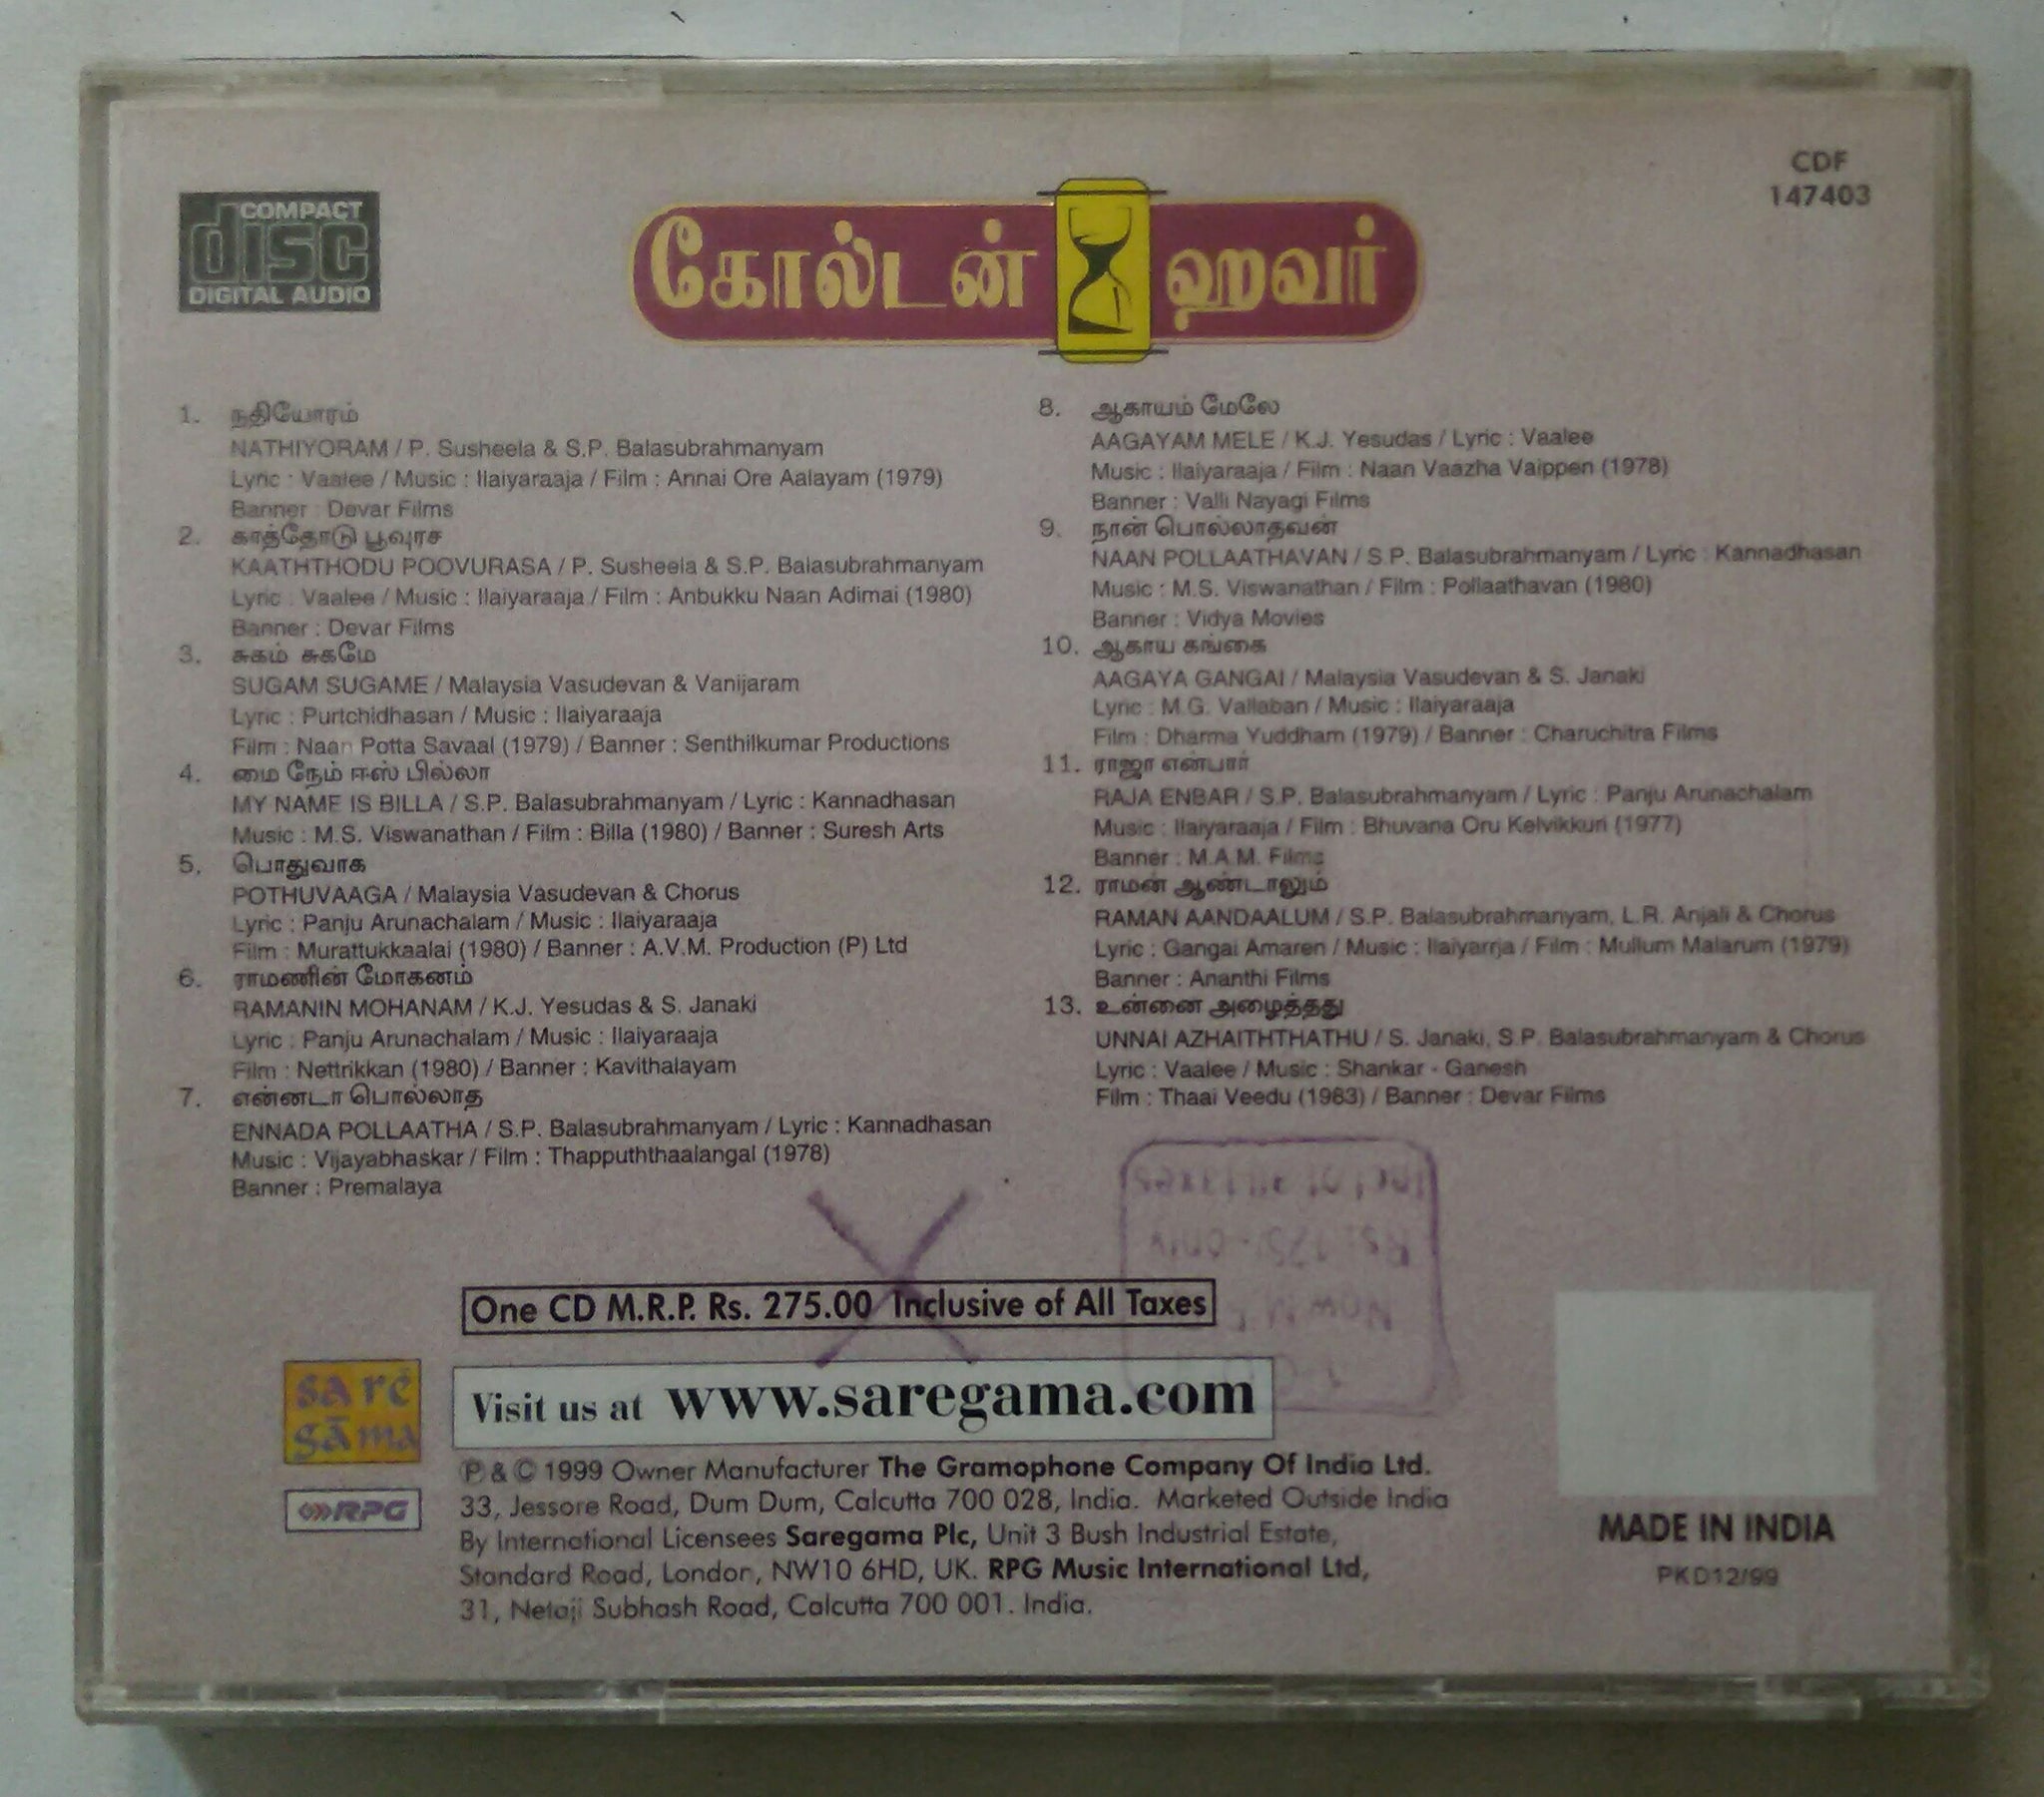 COMPACT
disc
DIGITAL AUDIO
கோல்டன் ஹவர்
CDF
147403
1. நதியோரம்
NATHIYORAM / P. Susheela & S.P. Balasubrahmanyam
Lyric : Vaalee / Music : Ilaiyaraaja / Film : Annai Ore Aalayam (1979)
Banner : Devar Films
2. காத்தோடு பூவுரச
KAATHTHODU POOVURASA / P. Susheela & S.P. Balasubrahmanyam
Lyric : Vaalee / Music : Ilaiyaraaja / Film : Anbukku Naan Adimai (1980)
Banner : Devar Films
3. சுகம் சுகமே
SUGAM SUGAME / Malaysia Vasudevan & Vanijaram
Lyric : Purtchidhasan / Music : Ilaiyaraaja
Film : Naan Potta Savaal (1979) / Banner : Senthilkumar Productions
4. மை நேம் ஈஸ் பில்லா
MY NAME IS BILLA / S.P. Balasubrahmanyam / Lyric : Kannadhasan
Music : M.S. Viswanathan / Film : Billa (1980) / Banner : Suresh Arts
5. பொதுவாக
POTHUVAAGA / Malaysia Vasudevan & Chorus
Lyric : Panju Arunachalam / Music : Ilaiyaraaja
Film : Murattukkaalai (1980) / Banner : A.V.M. Production (P) Ltd
6. ராமனின் மோகனம்
RAMANIN MOHANAM / K.J. Yesudas & S. Janaki
Lyric : Panju Arunachalam / Music : Ilaiyaraaja
Film : Nettrikkan (1980) / Banner : Kavithalayam
7. என்னடா பொல்லாத
ENNADA POLLAATHA / S.P. Balasubrahmanyam / Lyric : Kannadhasan
Music : Vijayabhaskar / Film : Thappuththaalangal (1978)
Banner : Premalaya
8. ஆகாயம் மேலே
AAGAYAM MELE / K.J. Yesudas / Lyric : Vaalee
Music : Ilaiyaraaja / Film : Naan Vaazha Vaippen (1978)
Banner : Valli Nayagi Films
9. நான் பொல்லாதவன்
NAAN POLLAATHAVAN / S.P. Balasubrahmanyam / Lyric : Kannadhasan
Music : M.S. Viswanathan / Film : Pollaathavan (1980)
Banner : Vidya Movies
10. ஆகாய கங்கை
AAGAYA GANGAI / Malaysia Vasudevan & S. Janaki
Lyric : M.G. Vallaban / Music : Ilaiyaraaja
Film : Dharma Yuddham (1979) / Banner : Charuchitra Films
11. ராஜா என்பார்
RAJA ENBAR / S.P. Balasubrahmanyam / Lyric : Panju Arunachalam
Music : Ilaiyaraaja / Film : Bhuvana Oru Kelvikkuri (1977)
Banner : M.A.M. Films
12. ராமன் ஆண்டாலும்
RAMAN AANDAALUM / S.P. Balasubrahmanyam, L.R. Anjali & Chorus
Lyric : Gangai Amaren / Music : Ilaiyarrja / Film : Mullum Malarum (1979)
Banner : Ananthi Films
13. உன்னை அழைத்தது
UNNAI AZHAITHTHATHU / S. Janaki, S.P. Balasubrahmanyam & Chorus
Lyric : Vaalee / Music : Shankar - Ganesh
Film : Thaai Veedu (1983) / Banner : Devar Films
One CD M.R.P. Rs. 275.00 Inclusive of All Taxes
sa re
gama
Visit us at www.saregama.com
RPG
P & © 1999 Owner Manufacturer The Gramophone Company Of India Ltd.
33, Jessore Road, Dum Dum, Calcutta 700 028, India. Marketed Outside India
By International Licensees Saregama Plc, Unit 3 Bush Industrial Estate,
Standard Road, London, NW10 6HD, UK. RPG Music International Ltd,
31, Netaji Subhash Road, Calcutta 700 001. India.
MADE IN INDIA
PKD12/99